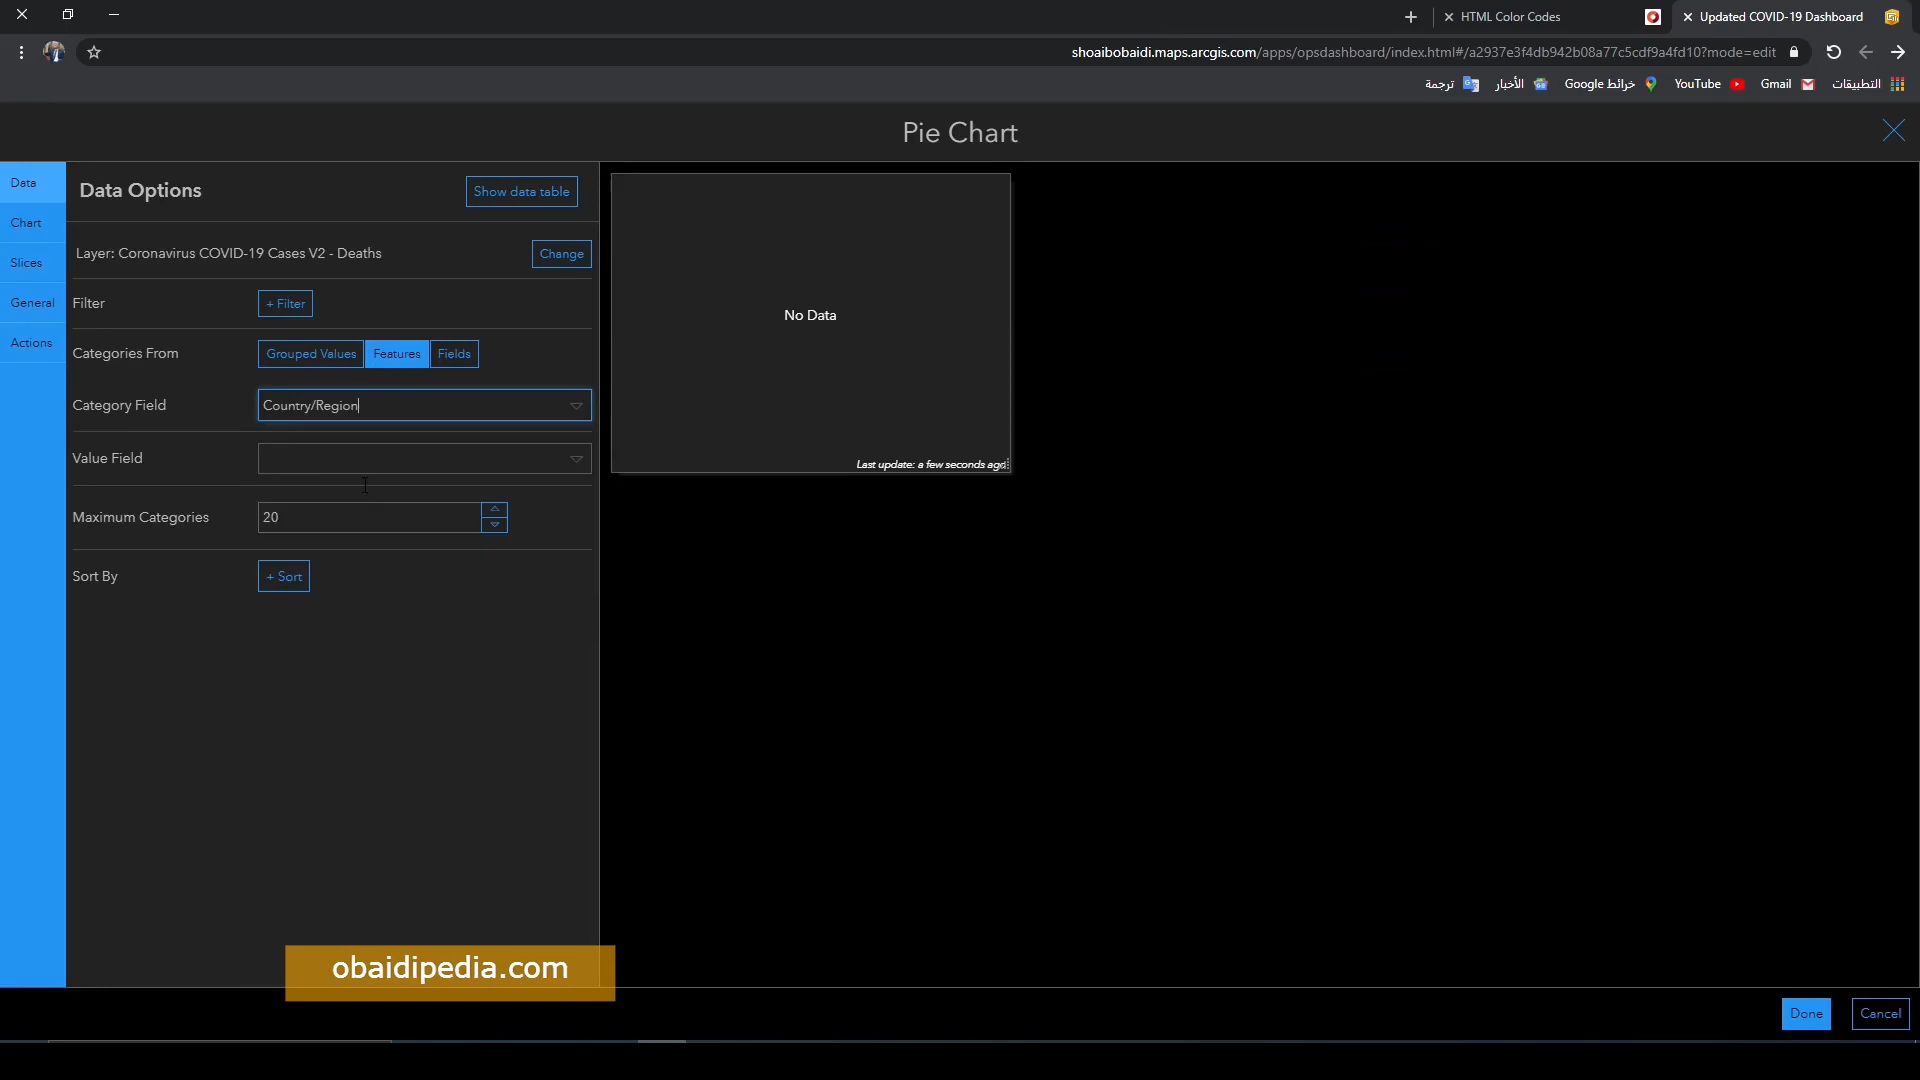 HTML Color Codes
Updated COVID-19 Dashboard
shoaibobaidi.maps.arcgis.com/apps/opsdashboard/index.html#/a2937e3f4db942b08a77c5cdf9a4fd10?mode=edit
التطبيقات
Gmail
YouTube
خرائط Google
الأخبار
ترجمة
Pie Chart
Data
Chart
Slices
General
Actions
Data Options
Show data table
Layer: Coronavirus COVID-19 Cases V2 - Deaths
Change
Filter
+ Filter
Categories From
Grouped Values
Features
Fields
Category Field
Country/Region
Value Field
Maximum Categories
20
Sort By
+ Sort
No Data
Last update: a few seconds ago
obaidipedia.com
Done
Cancel